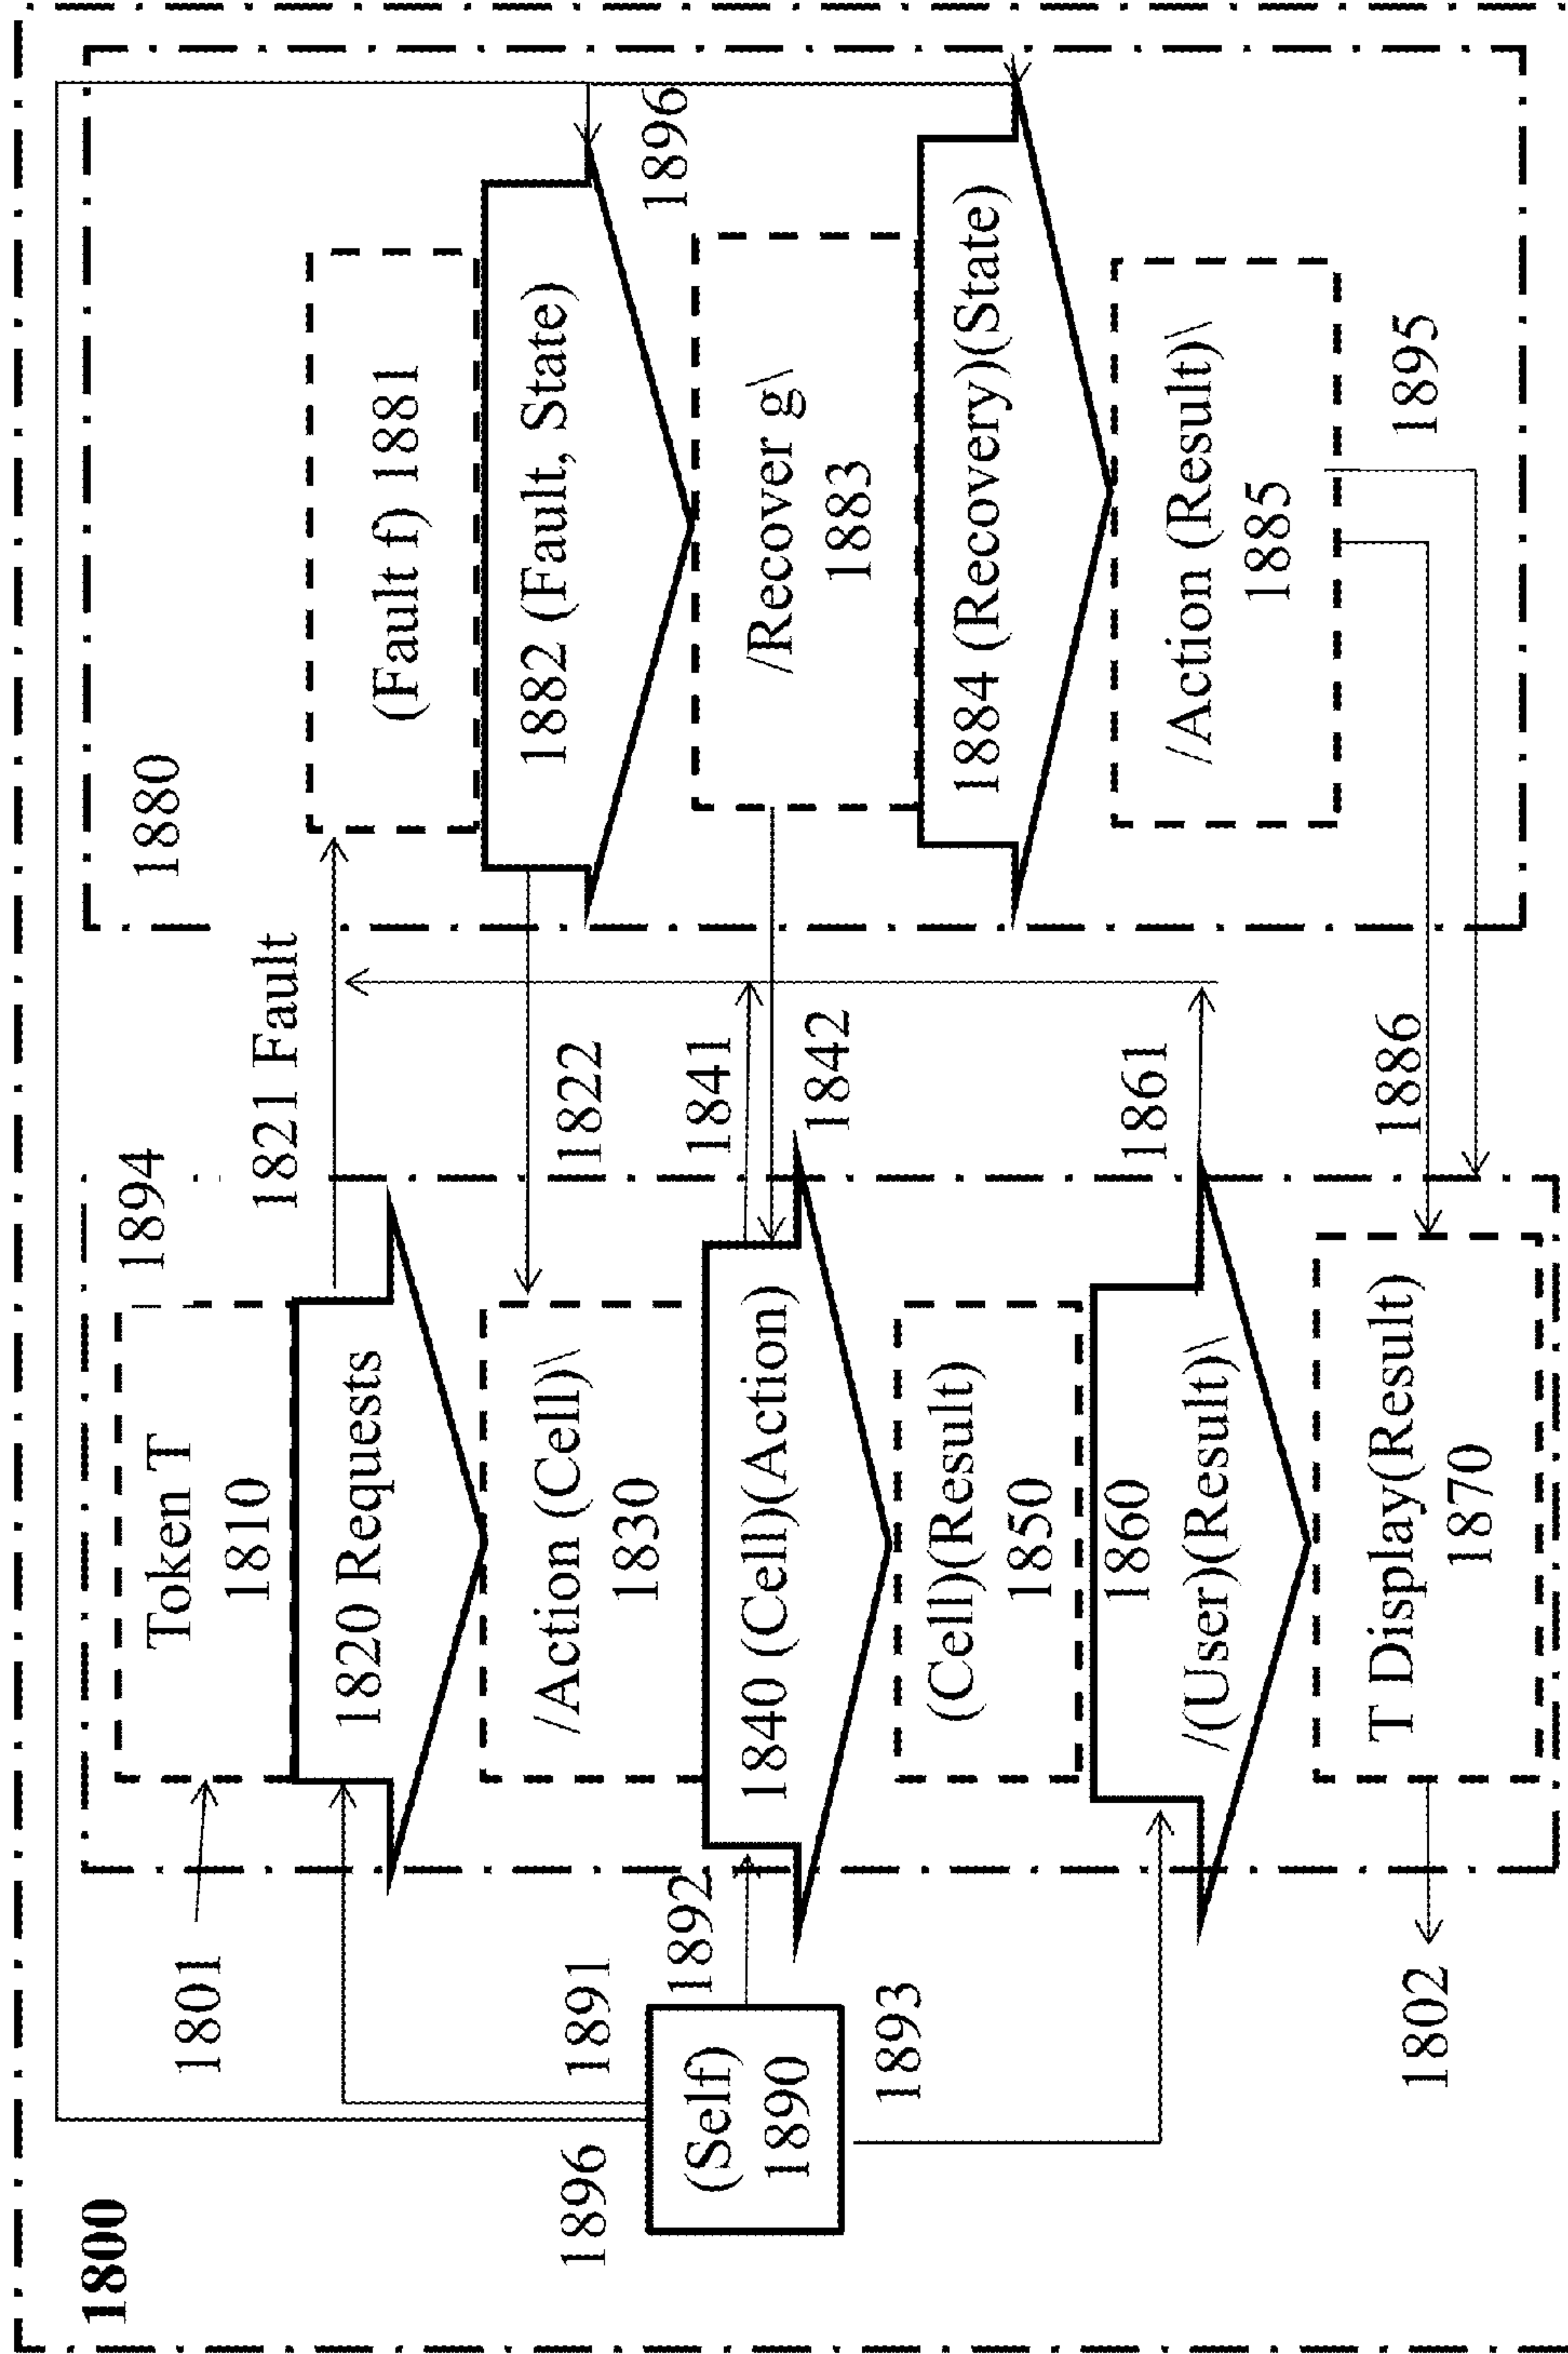 1800
1801
1896
1891
(Self)
1890
1892
1893
1802
1894
Token T
1810
1820 Requests
/Action (Cell)\
1830
1840 (Cell)(Action)
(Cell)(Result)
1850
1860
/(User)(Result)\
T Display(Result)
1870
1821 Fault
1822
1841
1842
1861
1886
1880
(Fault f) 1881
1882 (Fault, State)
1896
/Recover g\
1883
1884 (Recovery)(State)
/Action (Result)\
1885
1895